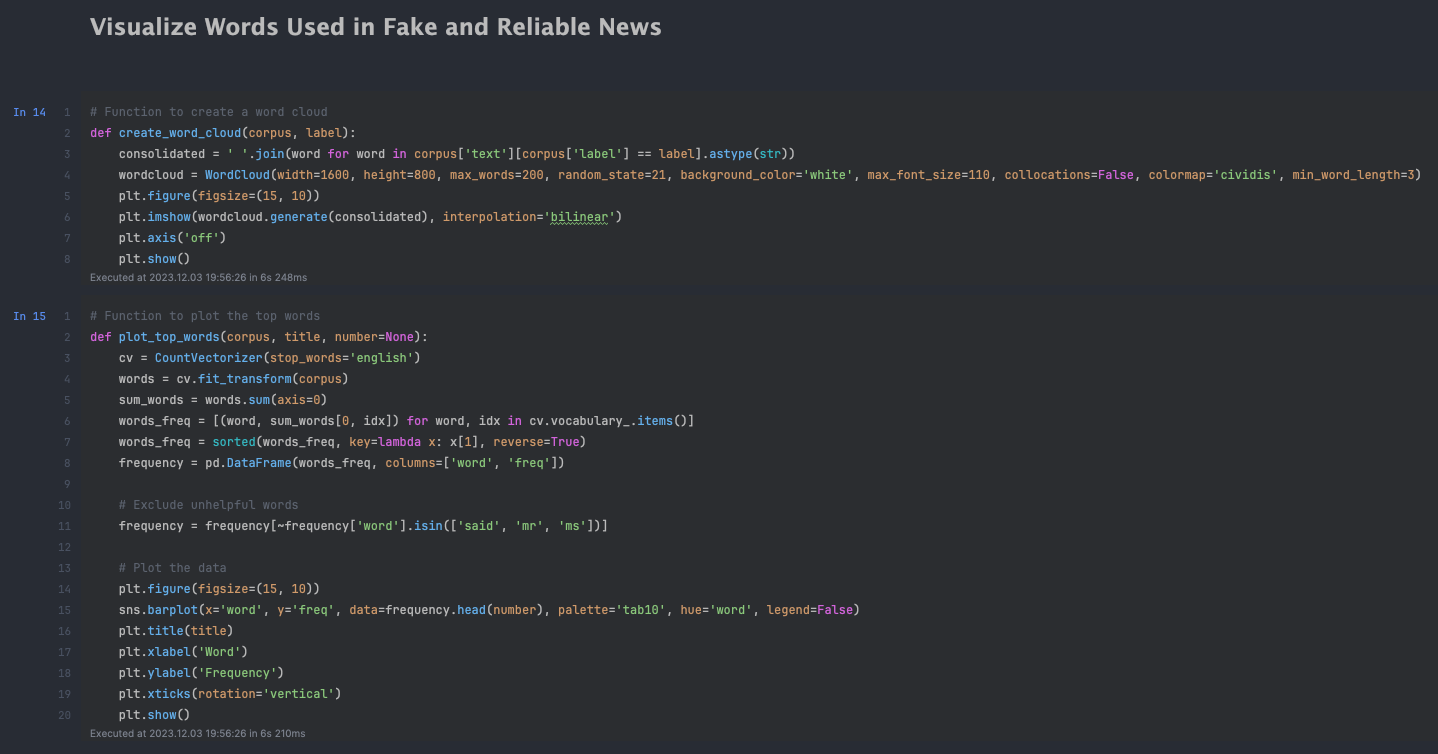 Visualize Words Used in Fake and Reliable News
In 14
1 # Function to create a word cloud
2 def create_word_cloud(corpus, label):
3     consolidated = ' '.join(word for word in corpus['text'][corpus['label'] == label].astype(str))
4     wordcloud = WordCloud(width=1600, height=800, max_words=200, random_state=21, background_color='white', max_font_size=110, collocations=False, colormap='cividis', min_word_length=3)
5     plt.figure(figsize=(15, 10))
6     plt.imshow(wordcloud.generate(consolidated), interpolation='bilinear')
7     plt.axis('off')
8     plt.show()
Executed at 2023.12.03 19:56:26 in 6s 248ms
In 15
1 # Function to plot the top words
2 def plot_top_words(corpus, title, number=None):
3     cv = CountVectorizer(stop_words='english')
4     words = cv.fit_transform(corpus)
5     sum_words = words.sum(axis=0)
6     words_freq = [(word, sum_words[0, idx]) for word, idx in cv.vocabulary_.items()]
7     words_freq = sorted(words_freq, key=lambda x: x[1], reverse=True)
8     frequency = pd.DataFrame(words_freq, columns=['word', 'freq'])
9
10     # Exclude unhelpful words
11     frequency = frequency[~frequency['word'].isin(['said', 'mr', 'ms'])]
12
13     # Plot the data
14     plt.figure(figsize=(15, 10))
15     sns.barplot(x='word', y='freq', data=frequency.head(number), palette='tab10', hue='word', legend=False)
16     plt.title(title)
17     plt.xlabel('Word')
18     plt.ylabel('Frequency')
19     plt.xticks(rotation='vertical')
20     plt.show()
Executed at 2023.12.03 19:56:26 in 6s 210ms